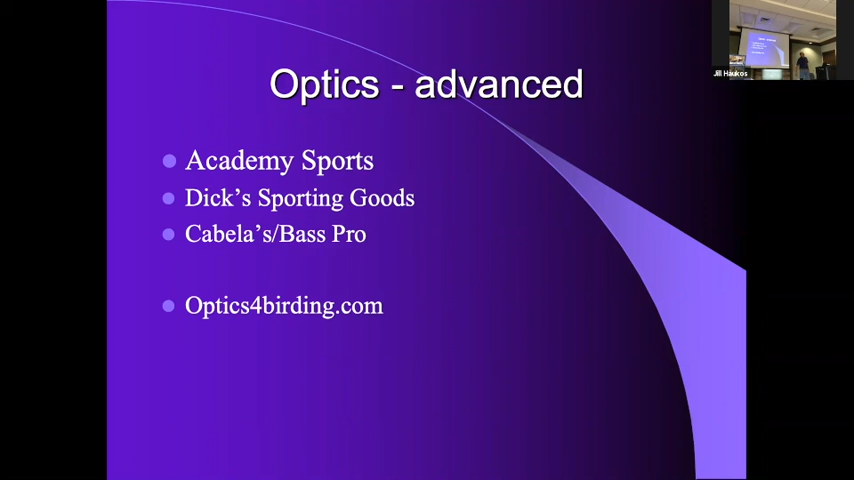 Optics - advanced
Academy Sports
Dick's Sporting Goods
Cabela's/Bass Pro
Optics4birding.com
Jill Haukos